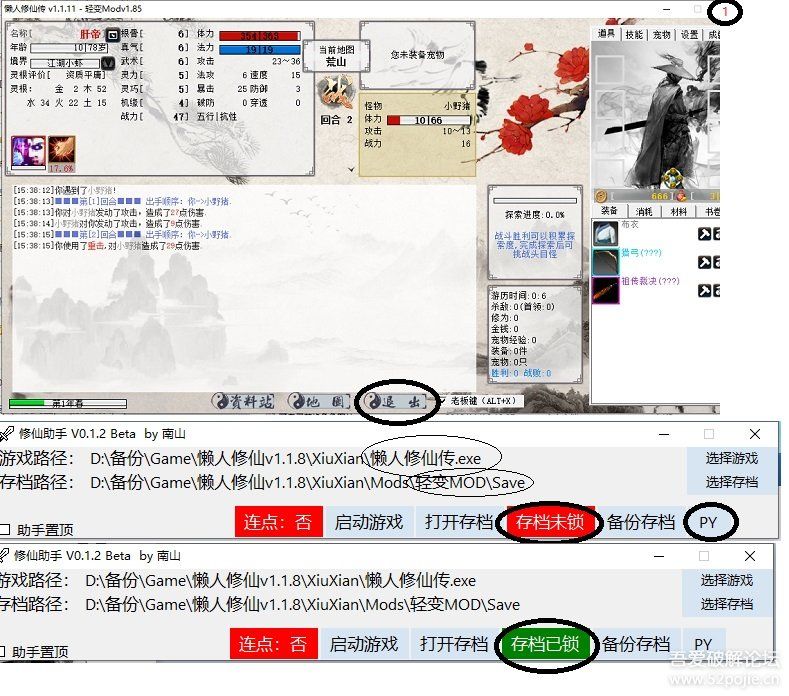 懒人修仙传 v1.1.11 - 轻变Modv1.85
1
名称[ 肝帝
年龄 10|78岁
境界 江湖小虾
灵根评价[ 资质平庸]
灵根: 金 2 木 52
水 34 火 22 土 15
根骨[ 6]
真气[ 6]
武术[ 6]
灵力[ 5]
灵巧[ 5]
机缘[ 4]
战力[ 47]
体力 354|363
法力 19|19
攻击 23~36
法攻 6 速度 15
暴击 25 防御 3
破防 0 穿透 0
五行|抗性
17.6%
当前地图
荒山
回合 2
您未装备宠物
怪物 小野猪
体力 10|66
攻击 10~13
战力 16
道具 技能 宠物 设置
666
装备 消耗 材料 书卷
布衣
猎弓(???)
祖传裁决(???)
[15:38:12]你遇到了小野猪!
[15:38:13]■■■第[1]回合■■■ 出手顺序: 你->小野猪.
[15:38:13]你对小野猪发动了攻击，造成了27点伤害.
[15:38:14]小野猪对你发动了攻击，造成了9点伤害.
[15:38:15]■■■第[2]回合■■■ 出手顺序: 你->小野猪.
[15:38:15]你使用了重击,对小野猪造成了29点伤害.
探索进度:0.0%
战斗胜利可以积累探
索度,完成探索后可
挑战头目怪
游历时间:0:6
杀敌:0(首领:0)
修为:0
金钱:0
宠物经验:0
装备:0件
宠物:0只
胜利:0 战败:0
第1年春
资料站 地 图 退 出 老板键 (ALT+X)
修仙助手 V0.1.2 Beta by 南山
游戏路径: D:\备份\Game\懒人修仙v1.1.8\XiuXian\懒人修仙传.exe 选择游戏
存档路径: D:\备份\Game\懒人修仙v1.1.8\XiuXian\Mods\轻变MOD\Save 选择存档
助手置顶 连点: 否 启动游戏 打开存档 存档未锁 备份存档 PY
修仙助手 V0.1.2 Beta by 南山
游戏路径: D:\备份\Game\懒人修仙v1.1.8\XiuXian\懒人修仙传.exe 选择游戏
存档路径: D:\备份\Game\懒人修仙v1.1.8\XiuXian\Mods\轻变MOD\Save 选择存档
助手置顶 连点: 否 启动游戏 打开存档 存档已锁 备份存档 PY
吾爱破解论坛
www.52pojie.cn